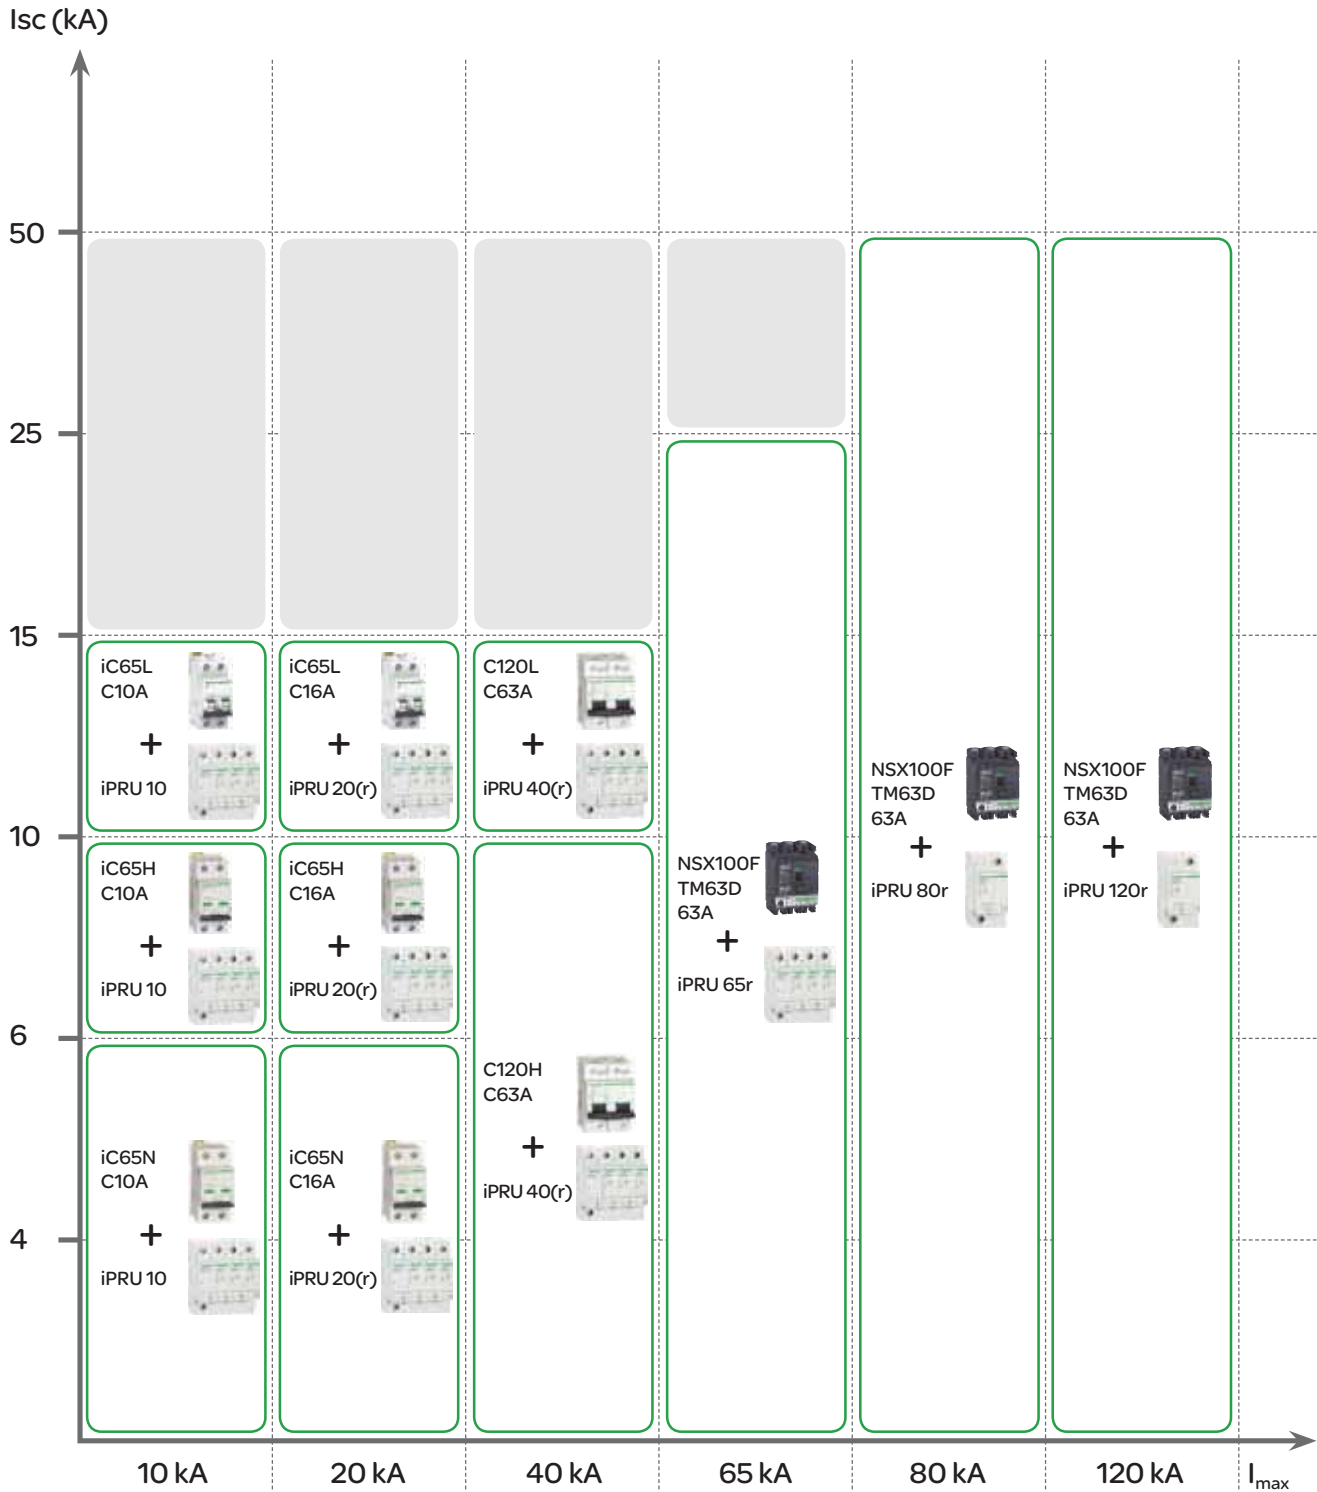 Isc (kA)
50
25
15
iC65L
C10A
+
iPRU 10
iC65L
C16A
+
iPRU 20(r)
C120L
C63A
+
iPRU 40(r)
NSX100F
TM63D
63A
+
iPRU 80r
NSX100F
TM63D
63A
+
iPRU 120r
10
iC65H
C10A
+
iPRU 10
iC65H
C16A
+
iPRU 20(r)
NSX100F
TM63D
63A
+
iPRU 65r
6
C120H
C63A
+
iPRU 40(r)
iC65N
C10A
+
iPRU 10
iC65N
C16A
+
iPRU 20(r)
4
10 kA 20 kA 40 kA 65 kA 80 kA 120 kA Imax